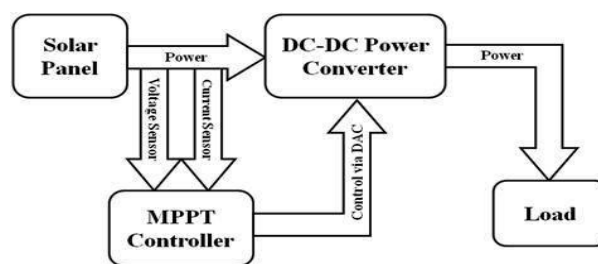 Solar
Panel
Power
DC-DC Power
Converter
Power
Voltage Sensor
Current Sensor
Control via DAC
MPPT
Controller
Load